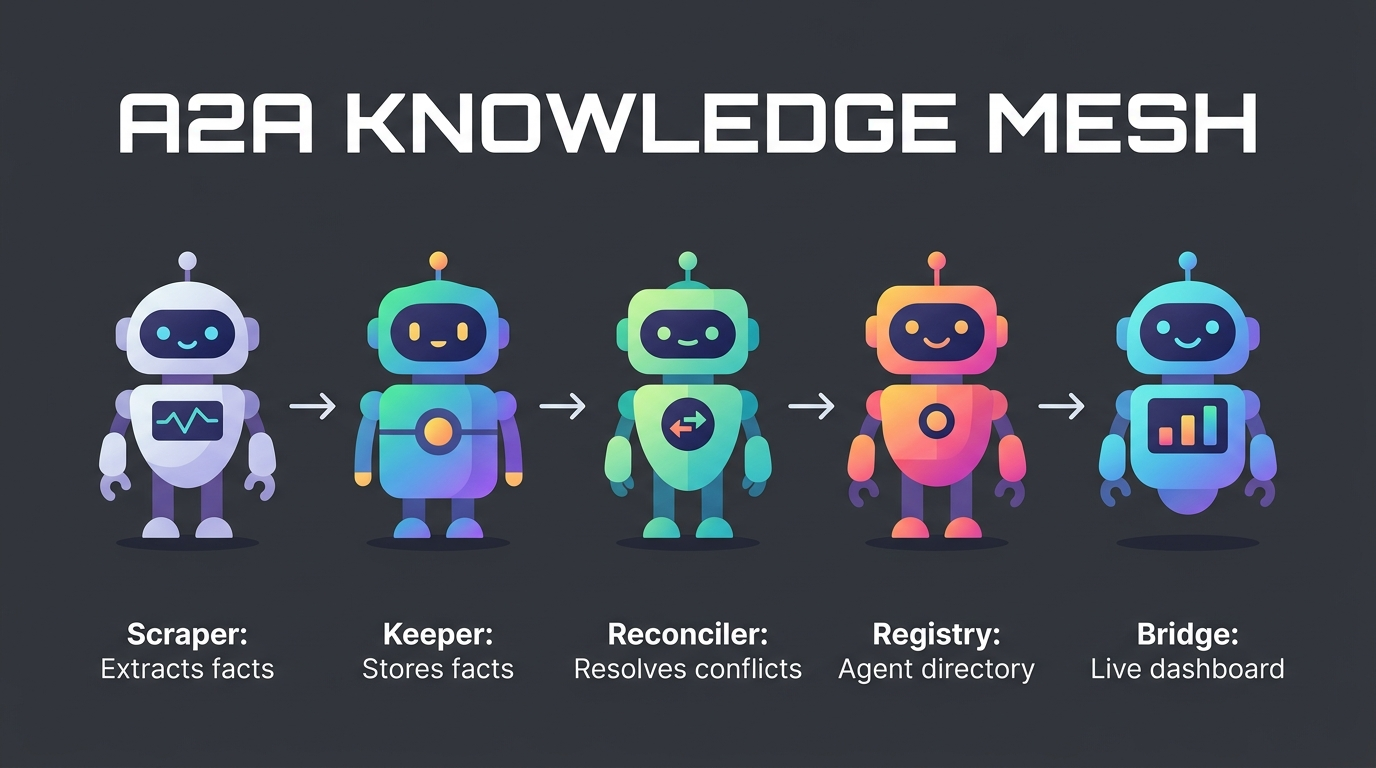 A2A KNOWLEDGE MESH
Scraper:
Extracts facts
Keeper:
Stores facts
Reconciler:
Resolves conflicts
Registry:
Agent directory
Bridge:
Live dashboard